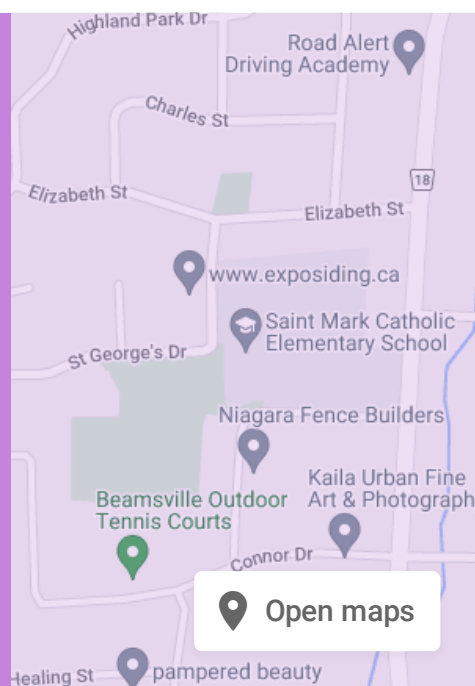 Highland Park Dr
Road Alert
Driving Academy
Charles St
18
Elizabeth St
Elizabeth St
www.exposiding.ca
Saint Mark Catholic
Elementary School
St George's Dr
Niagara Fence Builders
Kaila Urban Fine
Art & Photograph
Beamsville Outdoor
Tennis Courts
Connor Dr
Open maps
Healing St
pampered beauty